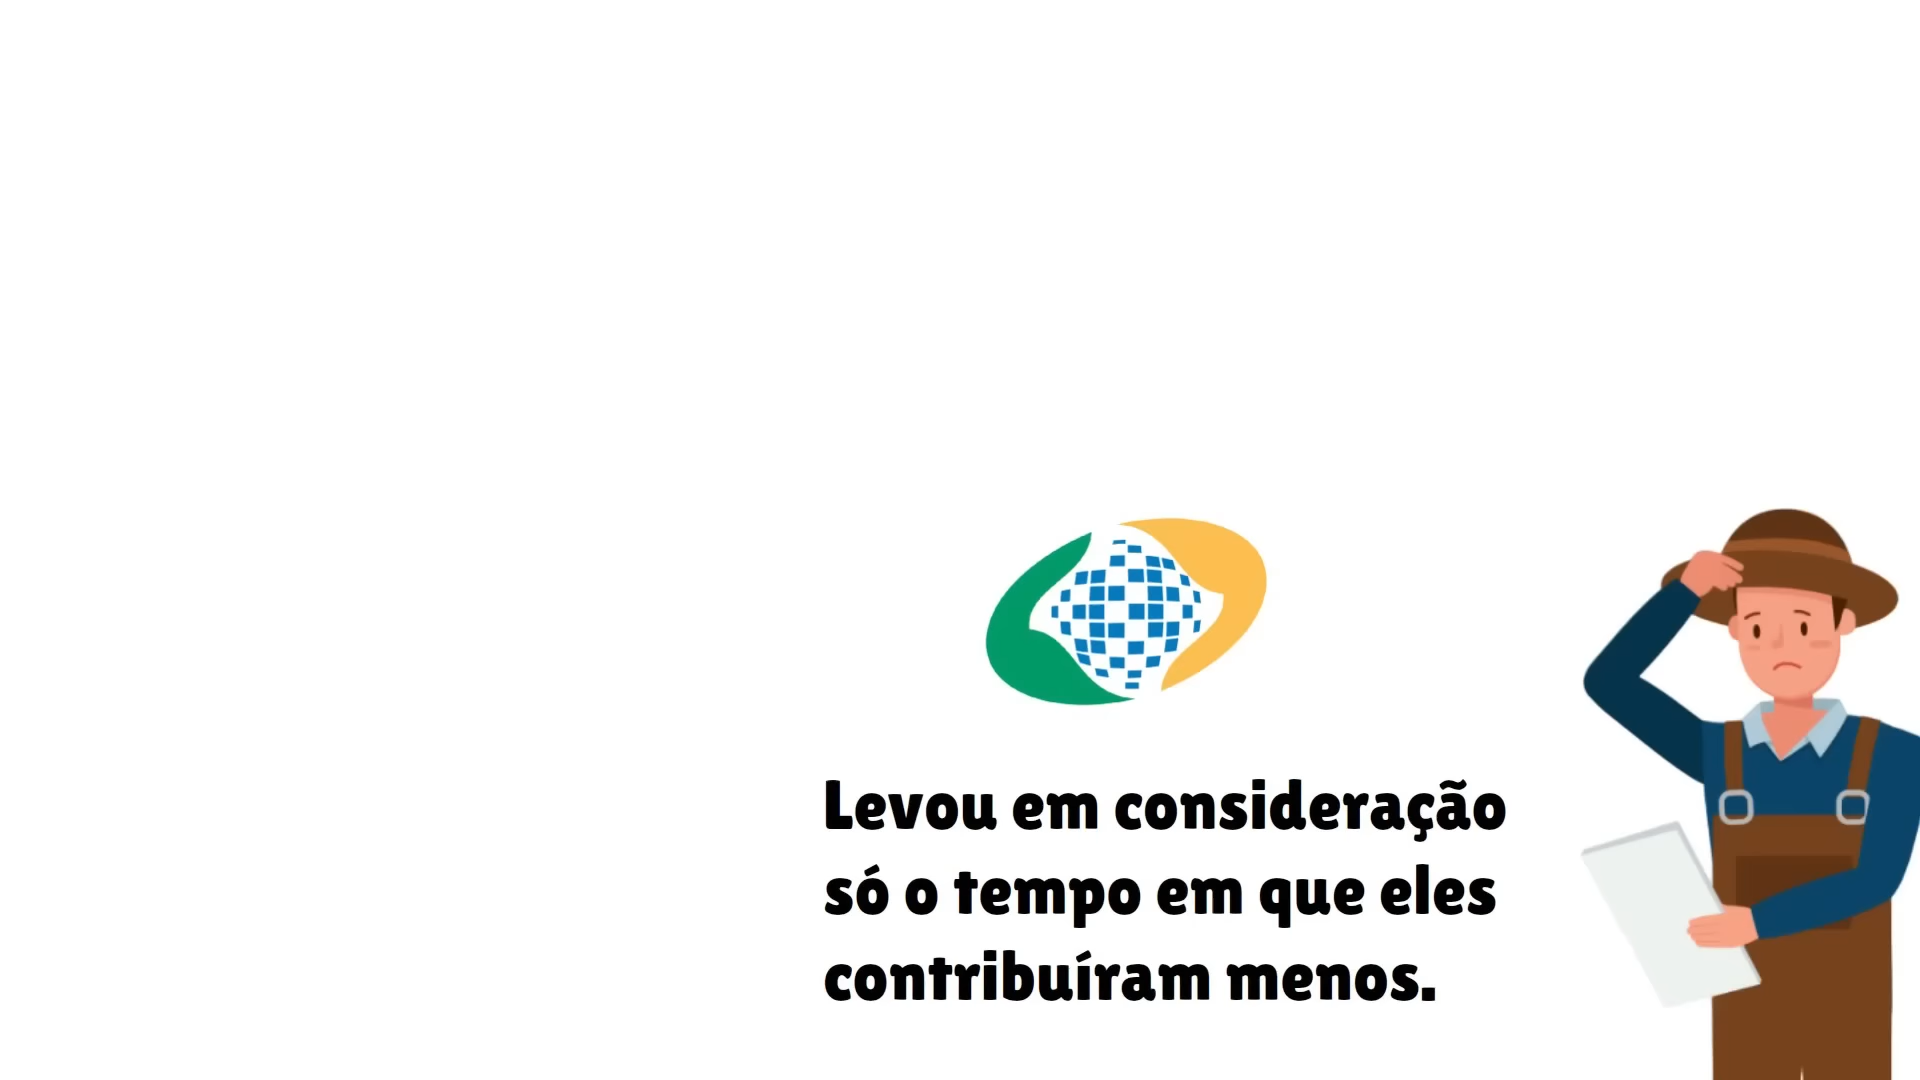 Levou em consideração
só o tempo em que eles
contribuíram menos.